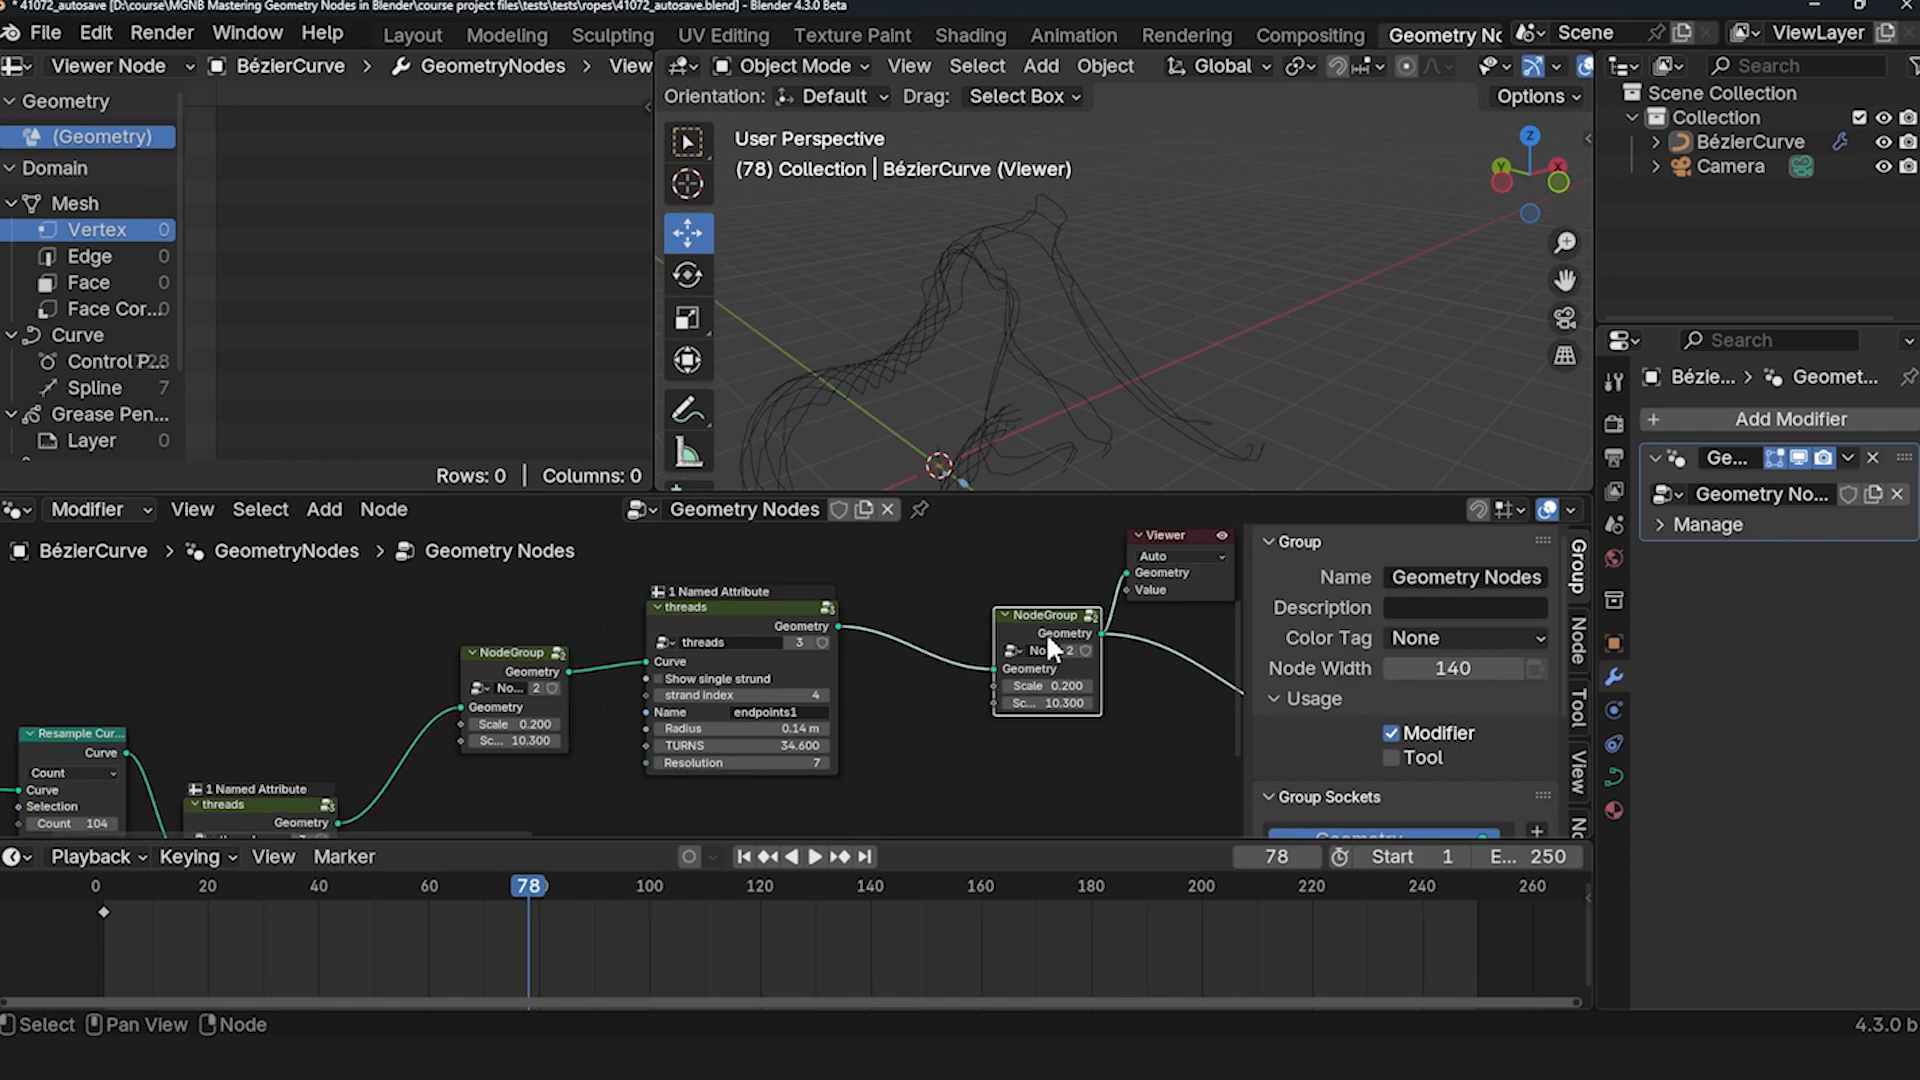 * 41072_autosave [D:\course\MGNB Mastering Geometry Nodes in Blender\course project files\tests\tests\ropes\41072_autosave.blend] - Blender 4.3.0 Beta
File Edit Render Window Help Layout Modeling Sculpting UV Editing Texture Paint Shading Animation Rendering Compositing Geometry Nc Scene ViewLayer
Viewer Node BézierCurve > GeometryNodes > View
Object Mode View Select Add Object Global
Search
Orientation: Default Drag: Select Box Options
Geometry
(Geometry)
Domain
Mesh
Vertex 0
Edge 0
Face 0
Face Cor...0
Curve
Control P...
Spline 7
Grease Pen...
Layer 0
Rows: 0 | Columns: 0
User Perspective
(78) Collection | BézierCurve (Viewer)
Z
Y
X
Scene Collection
Collection
BézierCurve
Camera
Search
Bézie... > Geomet...
+ Add Modifier
Ge...
Geometry No...
Manage
Modifier View Select Add Node Geometry Nodes
BézierCurve > GeometryNodes > Geometry Nodes
Resample Cur...
Curve
Count
Curve
Selection
Count 104
1 Named Attribute
threads
Geometry
NodeGroup
Geometry
No... 2
Geometry
Scale 0.200
Sc... 10.300
1 Named Attribute
threads
Geometry
threads 3
Curve
Show single strund
strand index 4
Name endpoints1
Radius 0.14 m
TURNS 34.600
Resolution 7
NodeGroup
Geometry
No 2
Geometry
Scale 0.200
Sc... 10.300
Viewer
Auto
Geometry
Value
Group
Name Geometry Nodes
Description
Color Tag None
Node Width 140
Usage
Modifier
Tool
Group Sockets
Geometry
Group
Node
Tool
View
Playback Keying View Marker 78 Start 1 E... 250
0 20 40 60 78 100 120 140 160 180 200 220 240 260
Select Pan View Node
4.3.0 b